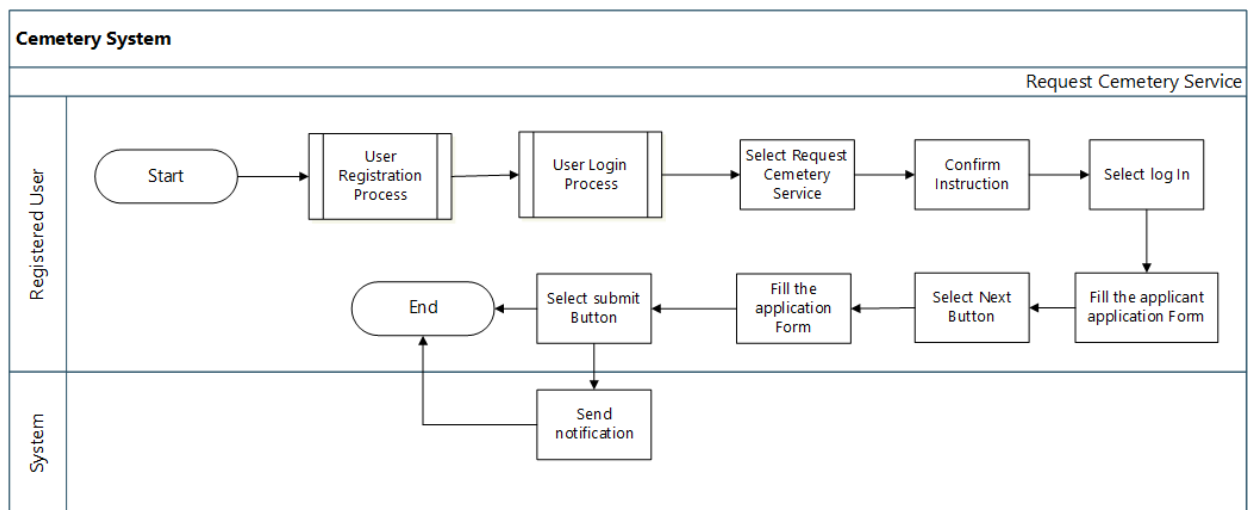 Cemetery System
Request Cemetery Service
Registered User
Start
User
Registration
Process
User Login
Process
Select Request
Cemetery
Service
Confirm
Instruction
Select log In
End
Select submit
Button
Fill the
application
Form
Select Next
Button
Fill the applicant
application Form
System
Send
notification